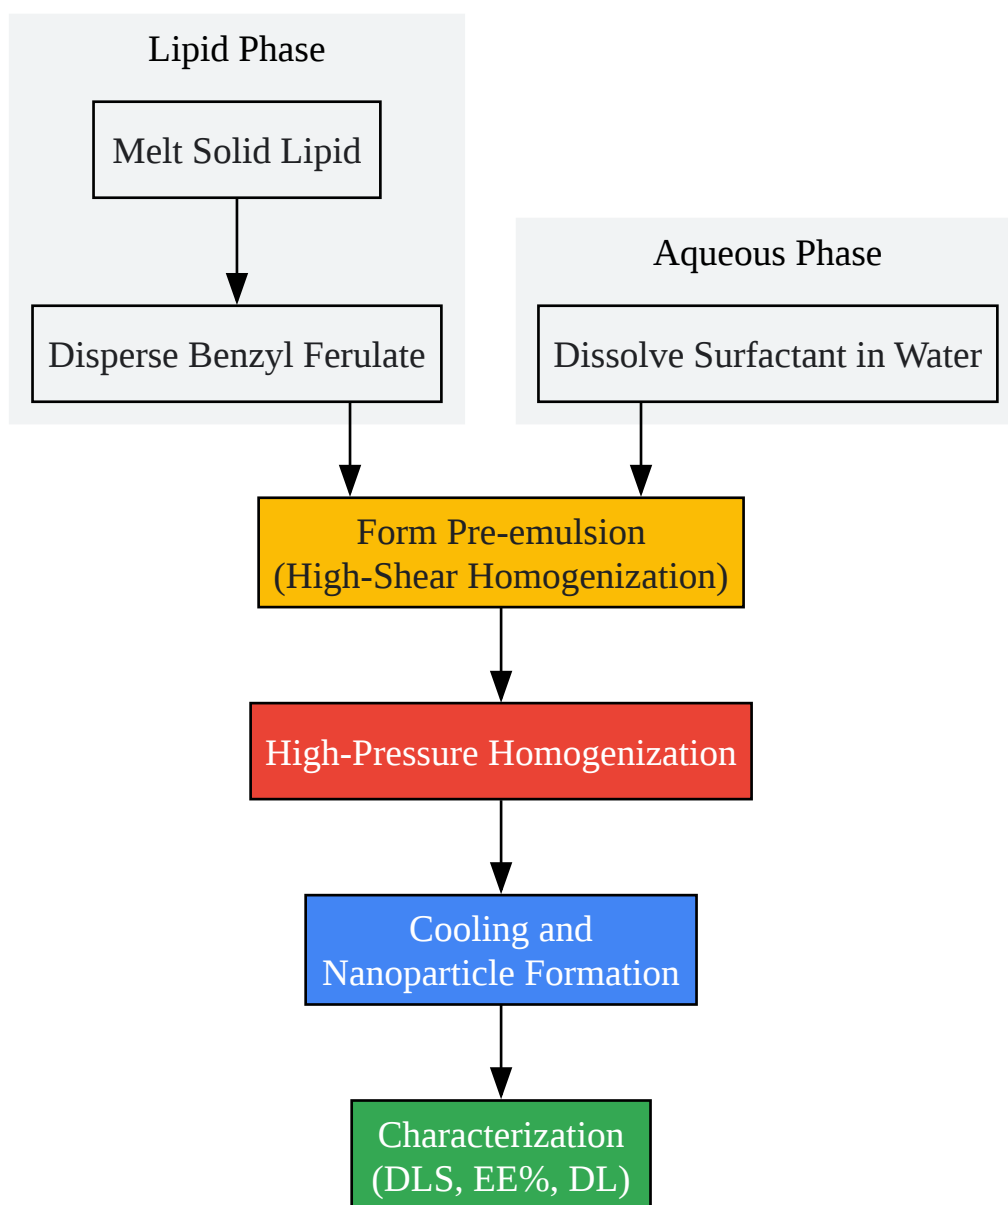 Lipid Phase
Melt Solid Lipid
Disperse Benzyl Ferulate
Aqueous Phase
Dissolve Surfactant in Water
Form Pre-emulsion
(High-Shear Homogenization)
High-Pressure Homogenization
Cooling and
Nanoparticle Formation
Characterization
(DLS, EE%, DL)